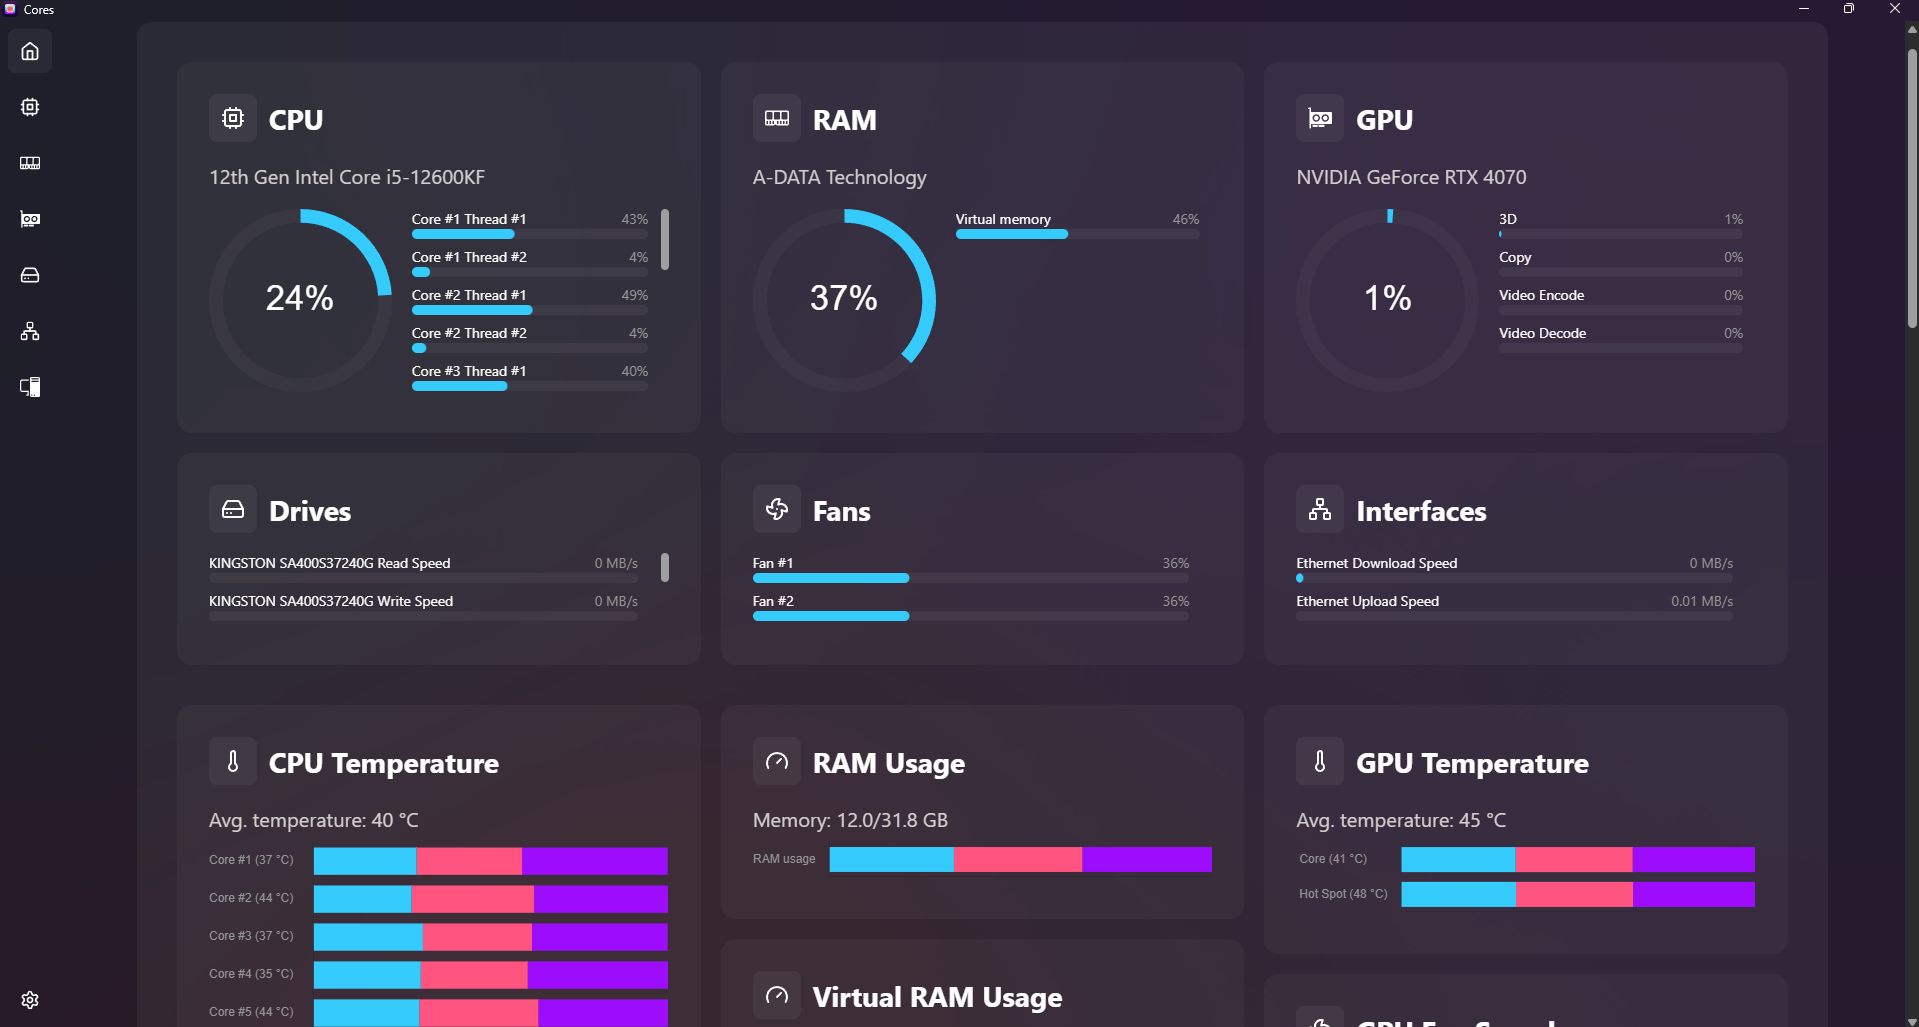 Cores
CPU
12th Gen Intel Core i5-12600KF
24%
Core #1 Thread #1 43%
Core #1 Thread #2 4%
Core #2 Thread #1 49%
Core #2 Thread #2 4%
Core #3 Thread #1 40%
RAM
A-DATA Technology
37%
Virtual memory 46%
GPU
NVIDIA GeForce RTX 4070
1%
3D 1%
Copy 0%
Video Encode 0%
Video Decode 0%
Drives
KINGSTON SA400S37240G Read Speed 0 MB/s
KINGSTON SA400S37240G Write Speed 0 MB/s
Fans
Fan #1 36%
Fan #2 36%
Interfaces
Ethernet Download Speed 0 MB/s
Ethernet Upload Speed 0.01 MB/s
CPU Temperature
Avg. temperature: 40 °C
Core #1 (37 °C)
Core #2 (44 °C)
Core #3 (37 °C)
Core #4 (35 °C)
Core #5 (44 °C)
RAM Usage
Memory: 12.0/31.8 GB
RAM usage
Virtual RAM Usage
GPU Temperature
Avg. temperature: 45 °C
Core (41 °C)
Hot Spot (48 °C)
GPU Fan Speed